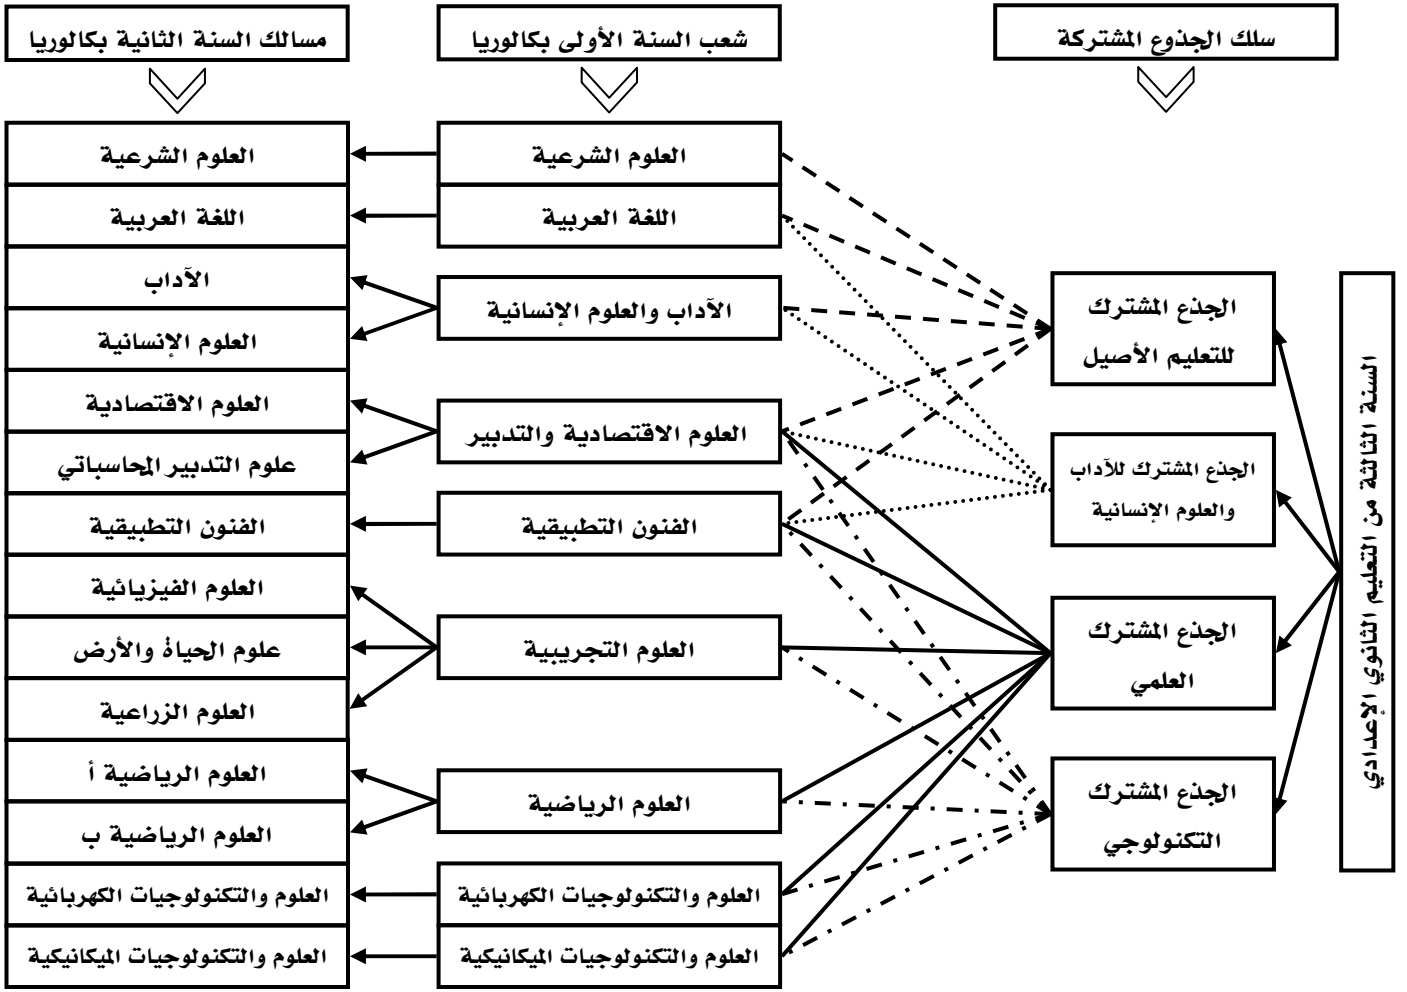 سلك الجذوع المشتركة
شعب السنة الأولى بكالوريا
مسالك السنة الثانية بكالوريا
السنة الثالثة من التعليم الثانوي الإعدادي
الجذع المشترك
للتعليم الأصيل
الجذع المشترك للآداب
والعلوم الإنسانية
الجذع المشترك
العلمي
الجذع المشترك
التكنولوجي
العلوم الشرعية
اللغة العربية
الآداب والعلوم الإنسانية
العلوم الاقتصادية والتدبير
الفنون التطبيقية
العلوم التجريبية
العلوم الرياضية
العلوم والتكنولوجيات الكهربائية
العلوم والتكنولوجيات الميكانيكية
العلوم الشرعية
اللغة العربية
الآداب
العلوم الإنسانية
العلوم الاقتصادية
علوم التدبير المحاسباتي
الفنون التطبيقية
العلوم الفيزيائية
علوم الحياة والأرض
العلوم الزراعية
العلوم الرياضية أ
العلوم الرياضية ب
العلوم والتكنولوجيات الكهربائية
العلوم والتكنولوجيات الميكانيكية